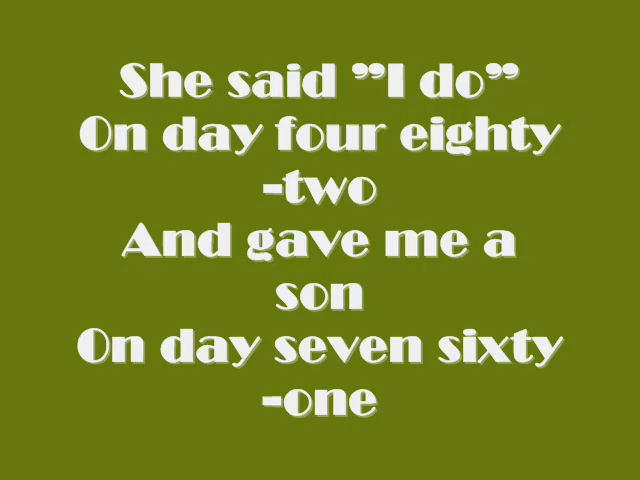 She said ”I do”
On day four eighty
-two
And gave me a
son
On day seven sixty
-one